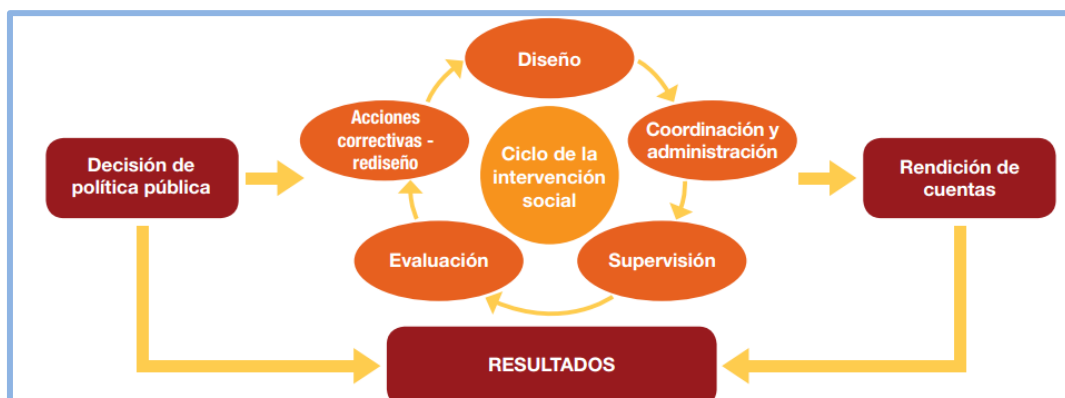 Diseño
Acciones
correctivas -
rediseño
Coordinación y
administración
Decisión de
política pública
Ciclo de la
intervención
social
Rendición de
cuentas
Evaluación
Supervisión
RESULTADOS